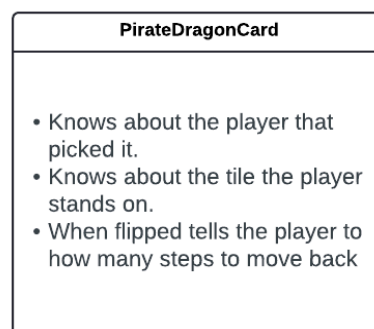 PirateDragonCard
• Knows about the player that
picked it.
• Knows about the tile the player
stands on.
• When flipped tells the player to
how many steps to move back